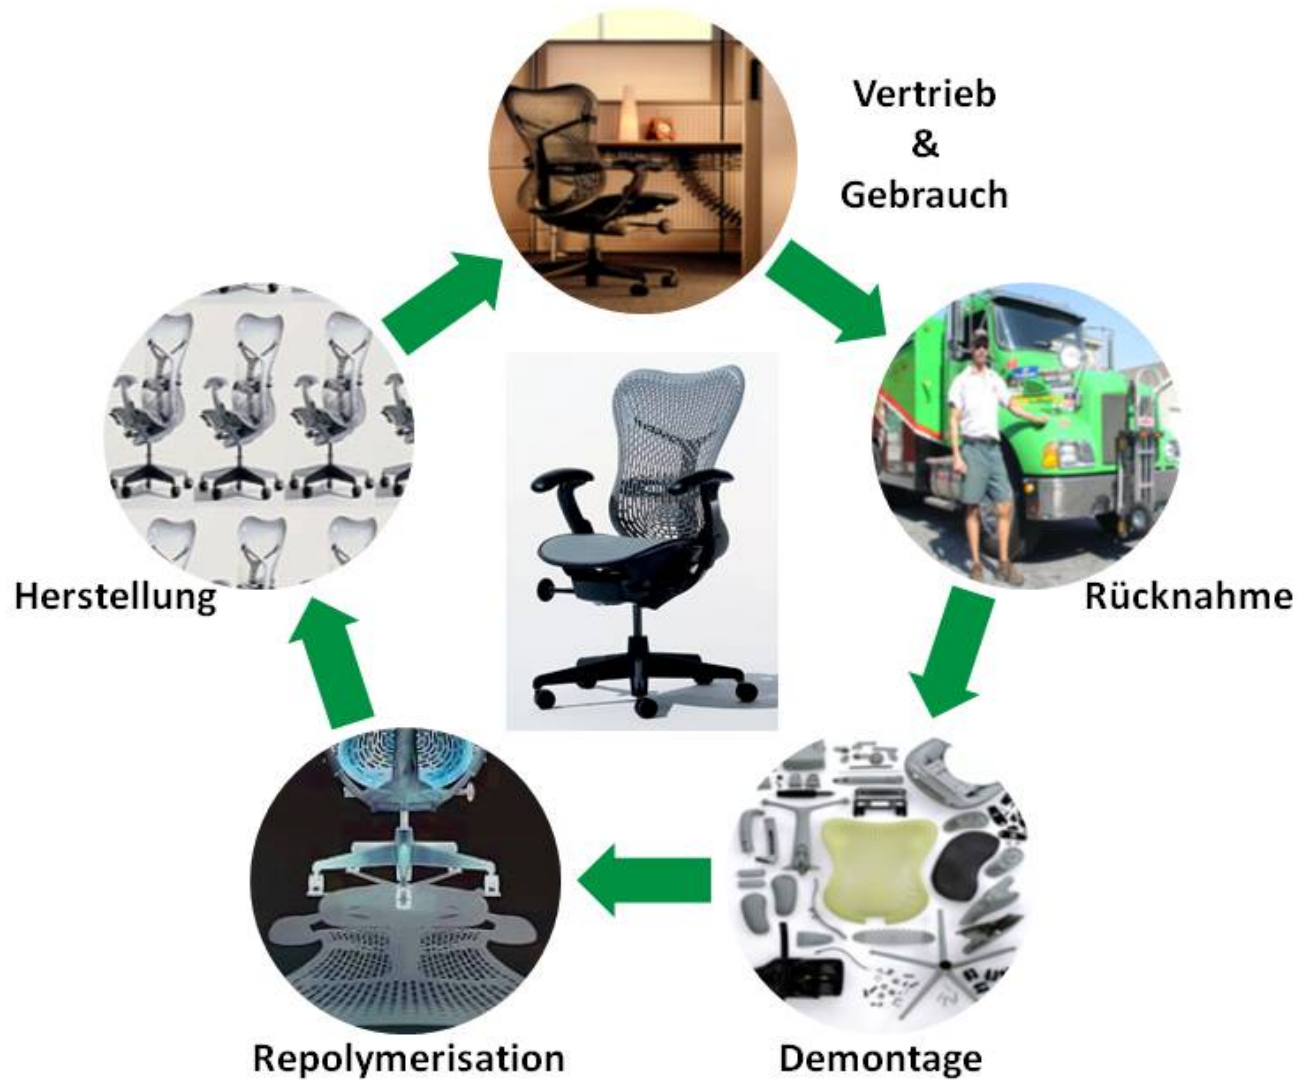 Vertrieb
&
Gebrauch
Herstellung
Rücknahme
Repolymerisation
Demontage